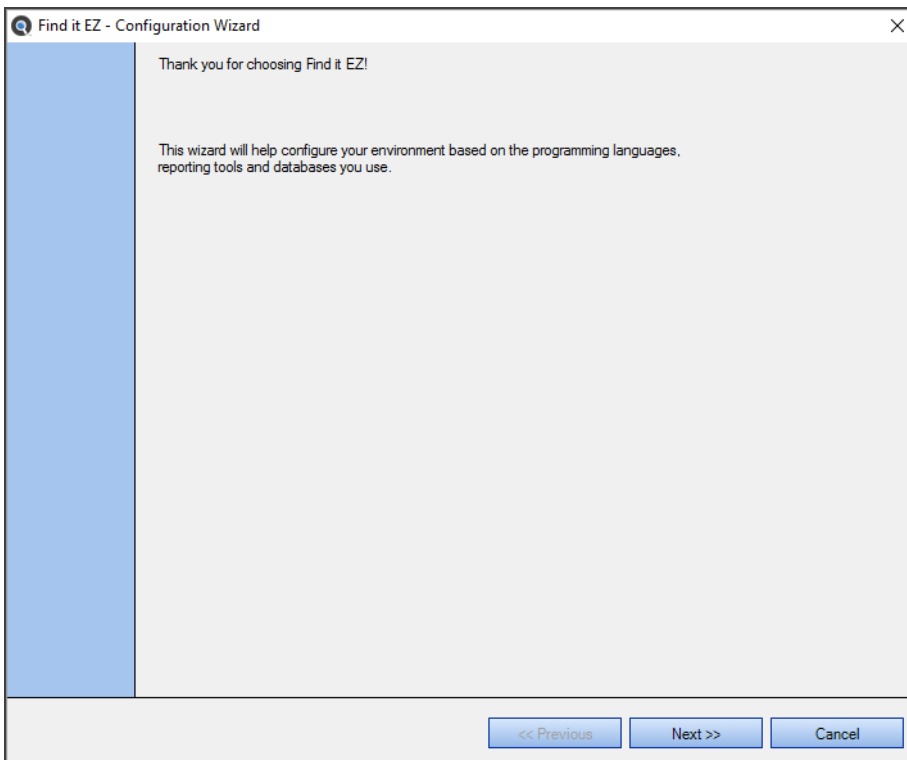 Find it EZ - Configuration Wizard
Thank you for choosing Find it EZ!
This wizard will help configure your environment based on the programming languages,
reporting tools and databases you use.
<< Previous
Next >>
Cancel